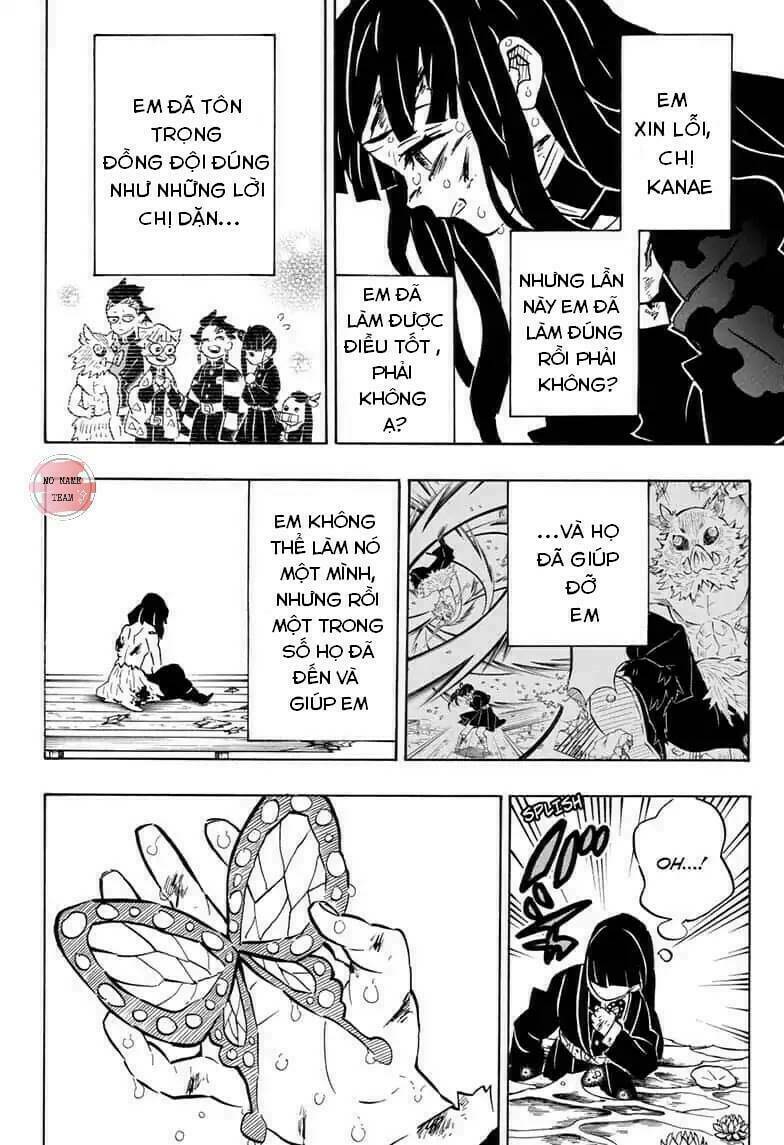 EM
XIN LỖI,
CHỊ
KANAE
NHƯNG LẦN
NÀY EM ĐÃ
LÀM ĐÚNG
RỒI PHẢI
KHÔNG?
EM ĐÃ
LÀM ĐƯỢC
ĐIỀU TỐT ,
PHẢI
KHÔNG
Ạ?
EM ĐÃ TÔN
TRỌNG
ĐỒNG ĐỘI ĐÚNG
NHƯ NHỮNG LỜI
CHỊ DẶN...
...VÀ HỌ
ĐÃ GIÚP
ĐỠ
EM
EM KHÔNG
THỂ LÀM NÓ
MỘT MÌNH,
NHƯNG RỒI
MỘT TRONG
SỐ HỌ ĐÃ
ĐẾN VÀ
GIÚP EM
NO NAME
TEAM
OH...!
SPLISH